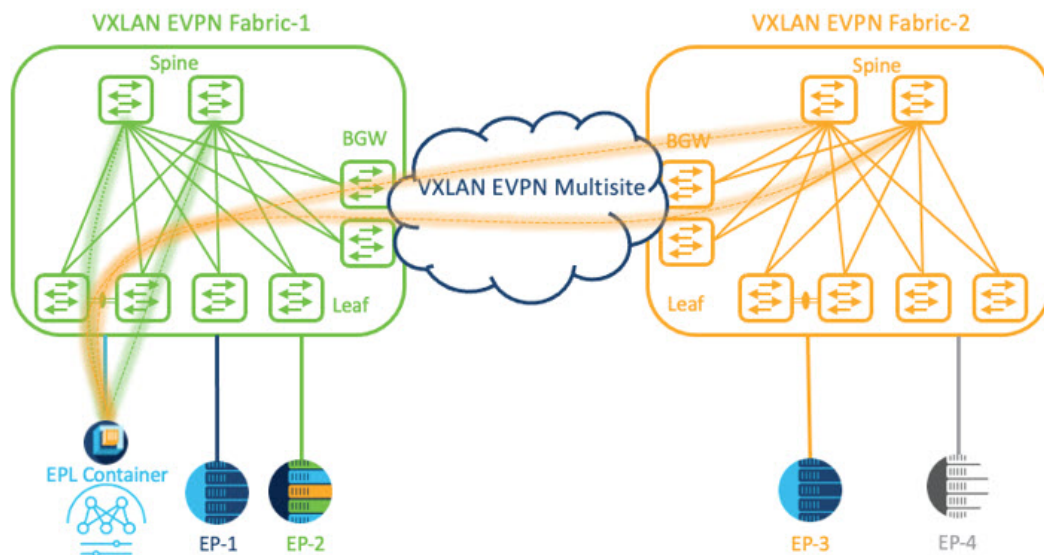 VXLAN EVPN Fabric-1
VXLAN EVPN Fabric-2
Spine
Spine
BGW
BGW
VXLAN EVPN Multisite
Leaf
Leaf
EPL Container
EP-1
EP-2
EP-3
EP-4